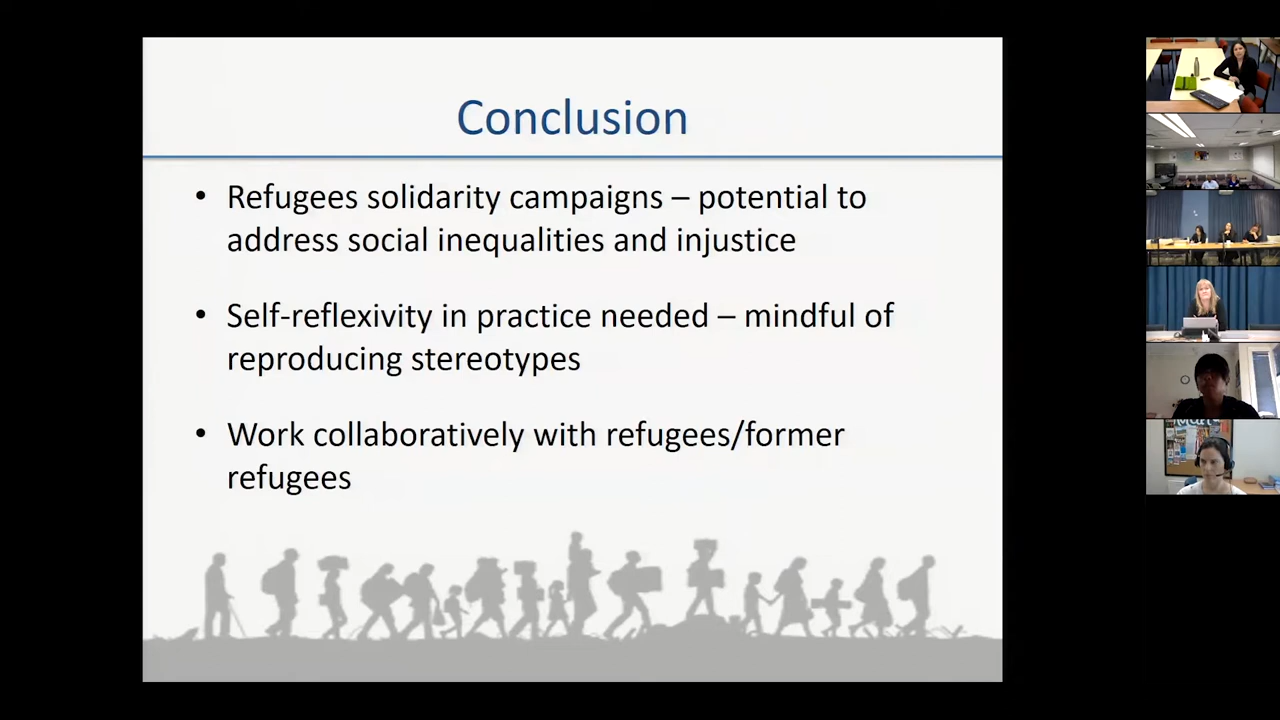 Conclusion
• Refugees solidarity campaigns – potential to
address social inequalities and injustice
• Self-reflexivity in practice needed – mindful of
reproducing stereotypes
• Work collaboratively with refugees/former
refugees